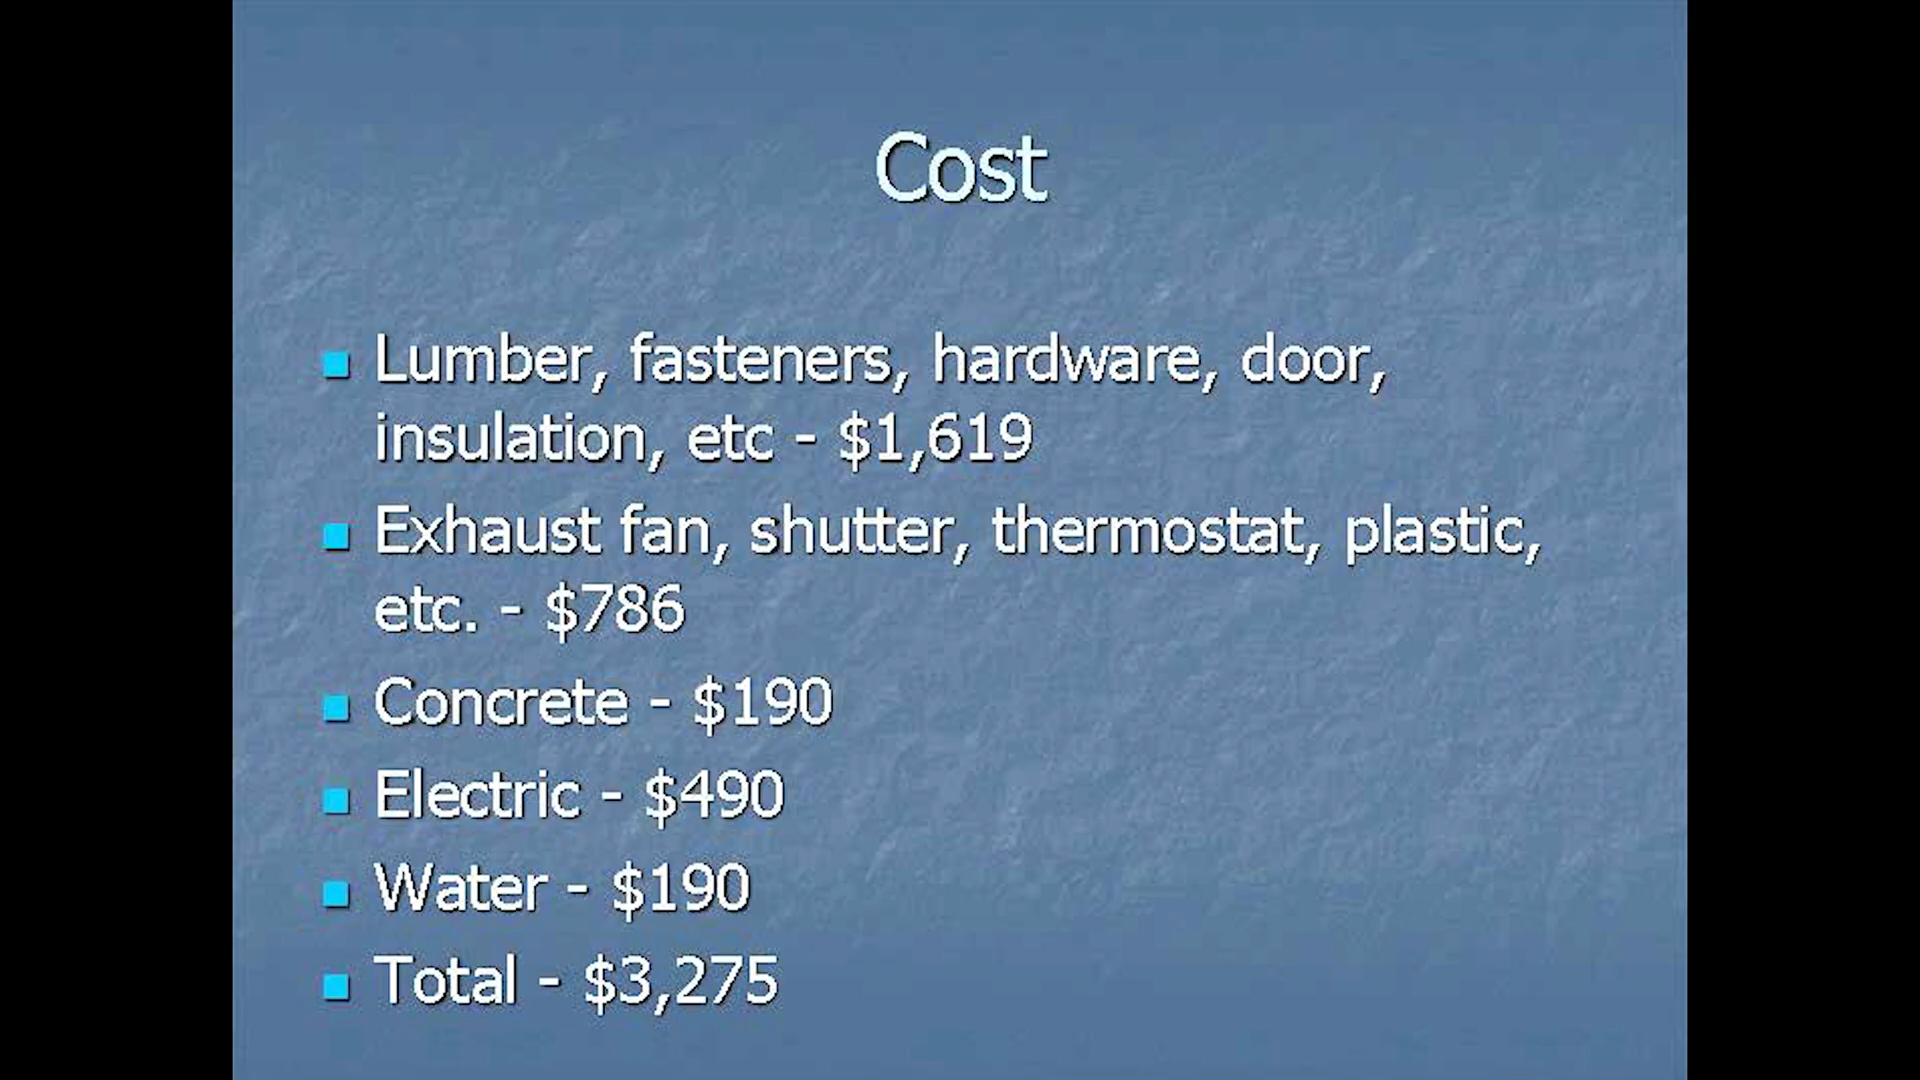 Cost
Lumber, fasteners, hardware, door,
insulation, etc - $1,619
Exhaust fan, shutter, thermostat, plastic,
etc. - $786
Concrete - $190
Electric - $490
Water - $190
Total - $3,275